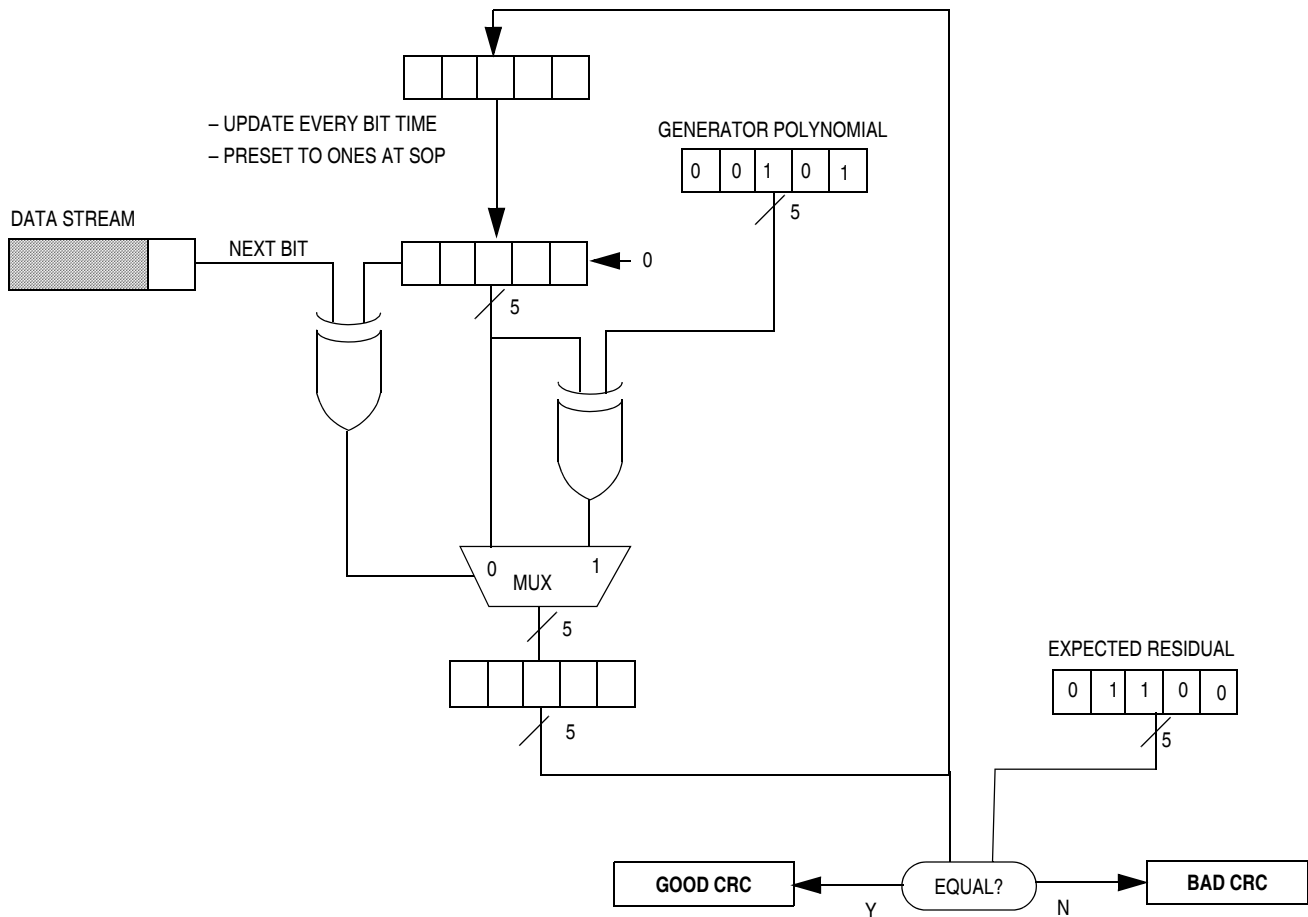 – UPDATE EVERY BIT TIME
– PRESET TO ONES AT SOP
GENERATOR POLYNOMIAL
0 0 1 0 1
5
DATA STREAM
NEXT BIT
0
5
0 1
MUX
5
EXPECTED RESIDUAL
0 1 1 0 0
5
5
GOOD CRC
EQUAL?
BAD CRC
Y
N